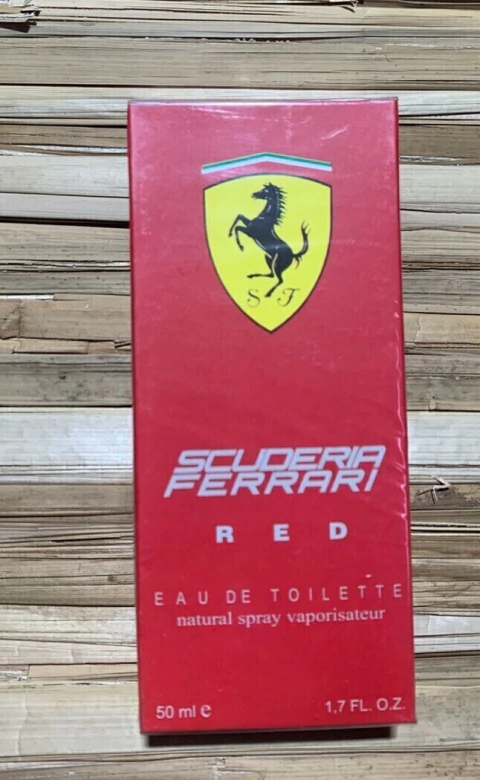 S F
SCUDERIA
FERRARI
RED
EAU DE TOILETTE
natural spray vaporisateur
50 ml e 1,7 FL. O.Z.